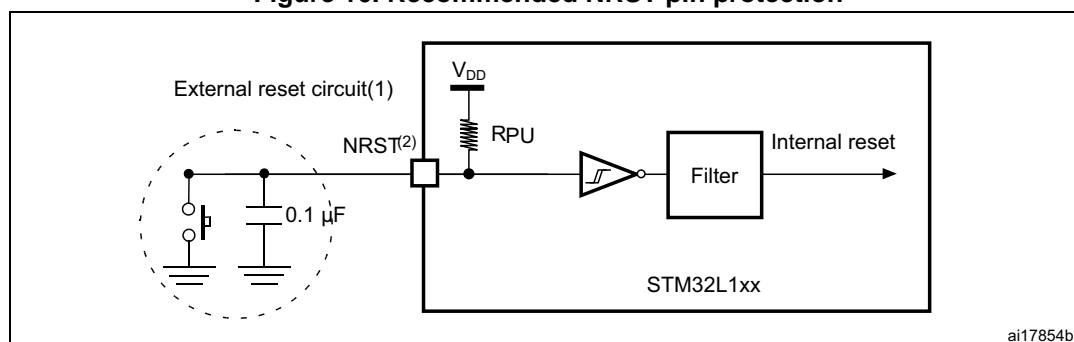 Figure 16. Recommended NRST pin protection
VDD
External reset circuit(1)
NRST(2)
RPU
Internal reset
Filter
0.1 μF
STM32L1xx
ai17854b